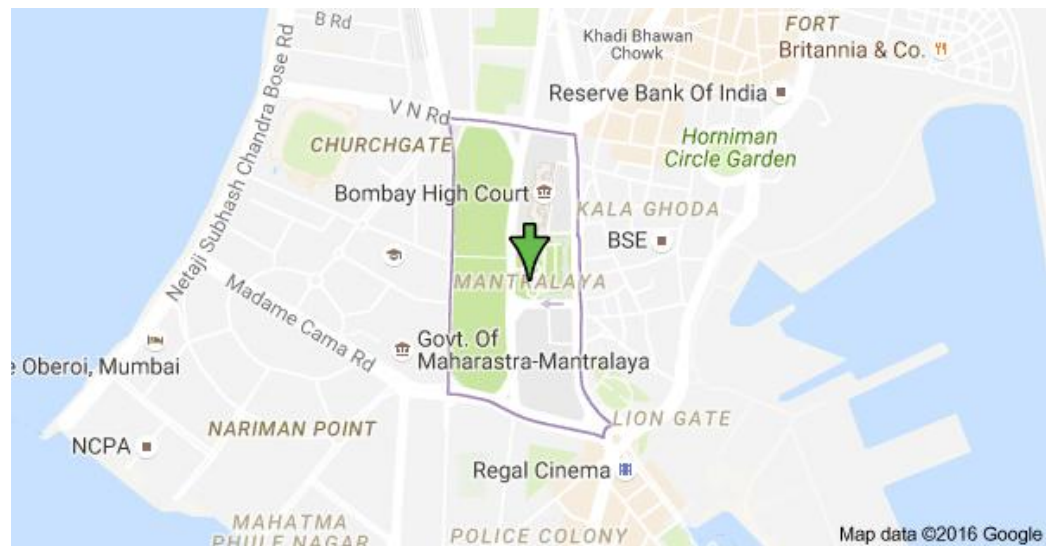 B Rd
FORT
Khadi Bhawan
Chowk
Britannia & Co.
Reserve Bank Of India
V N Rd
CHURCHGATE
Horniman
Circle Garden
Netaji Subhash Chandra Bose Rd
Bombay High Court
KALA GHODA
BSE
MANTRALAYA
Madame Cama Rd
Govt. Of
Maharastra-Mantralaya
e Oberoi, Mumbai
LION GATE
NARIMAN POINT
NCPA
Regal Cinema
MAHATMA
PHULE NAGAR
POLICE COLONY
Map data ©2016 Google